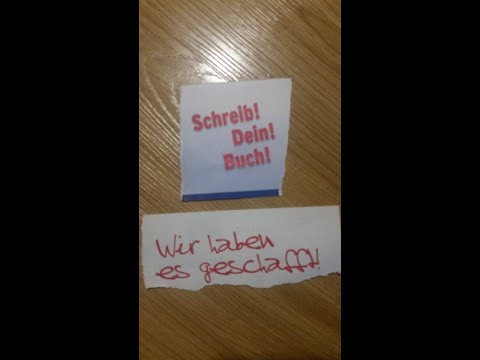 Schreib!
Dein!
Buch!
Wir haben
es geschafft!